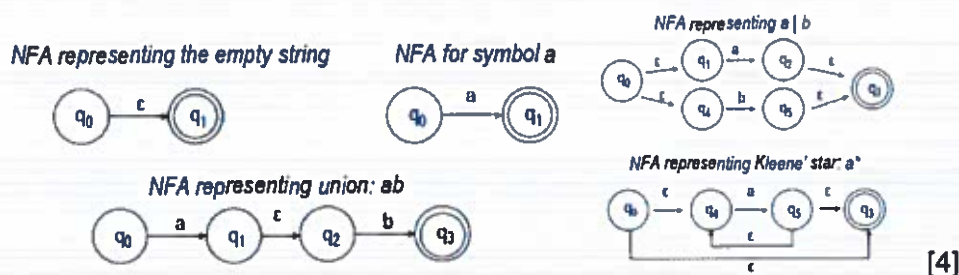 NFA representing the empty string
q0 ε q1
NFA for symbol a
q0 a q1
NFA representing a | b
q0 ε q1 a q2 ε q3
ε q4 b q5 ε
NFA representing union: ab
q0 a q1 ε q2 b q3
NFA representing Kleene' star: a*
q0 ε q4 a q5 ε q3
ε
ε
[4]